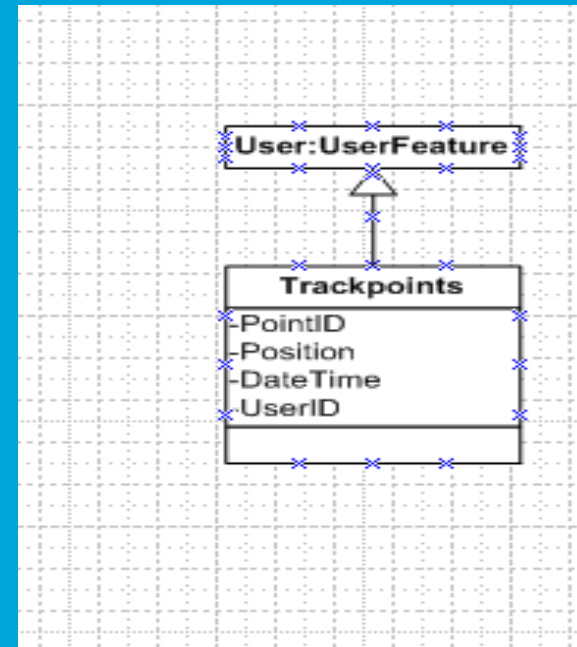 User:UserFeature
Trackpoints
-PointID
-Position
-DateTime
-UserID